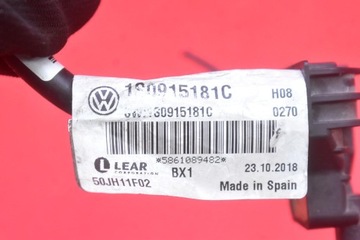 1S0915181C H08
0270
*5861089482*
LEAR BX1 23.10.2018
CORPORATION
50JH11F02 Made in Spain